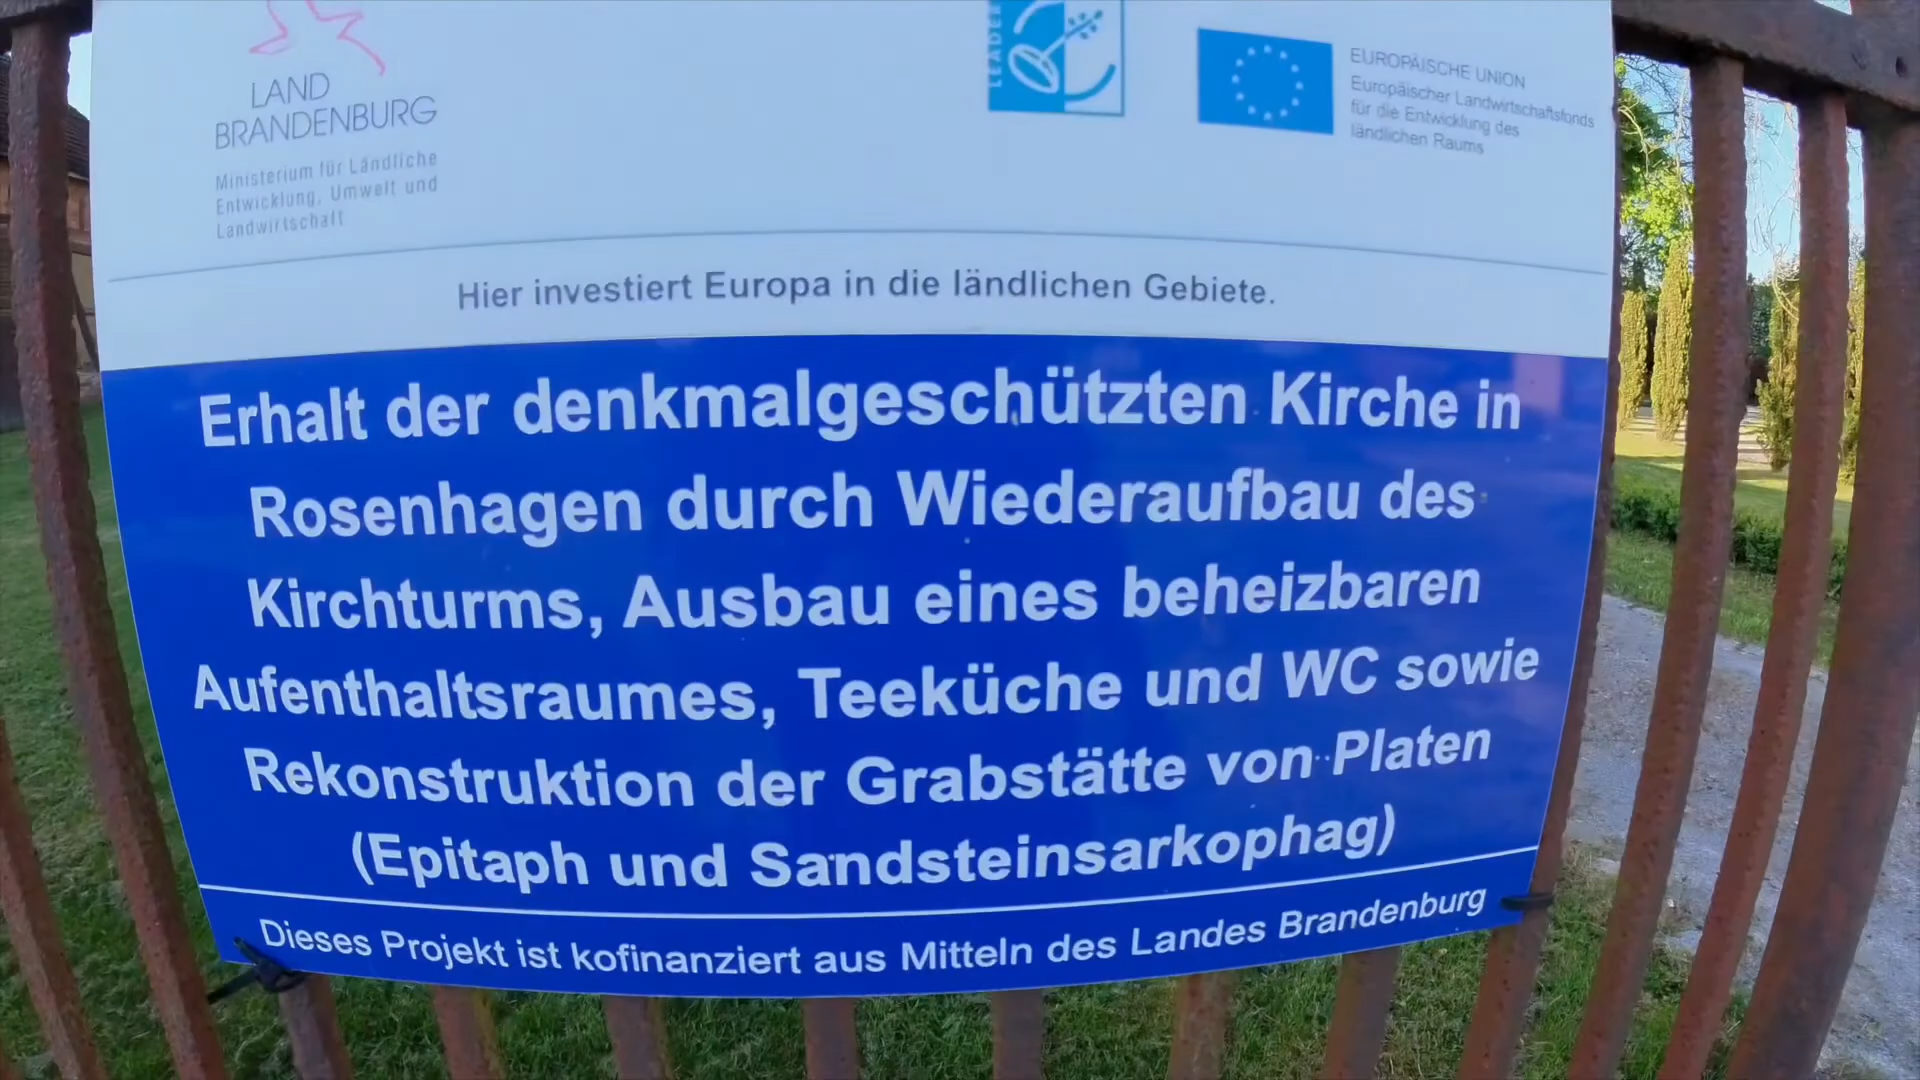 LAND
BRANDENBURG
Ministerium für Ländliche
Entwicklung, Umwelt und
Landwirtschaft
LEADER
EUROPÄISCHE UNION
Europäischer Landwirtschaftsfonds
für die Entwicklung des
ländlichen Raums
Hier investiert Europa in die ländlichen Gebiete.
Erhalt der denkmalgeschützten Kirche in
Rosenhagen durch Wiederaufbau des
Kirchturms, Ausbau eines beheizbaren
Aufenthaltsraumes, Teeküche und WC sowie
Rekonstruktion der Grabstätte von Platen
(Epitaph und Sandsteinsarkophag)
Dieses Projekt ist kofinanziert aus Mitteln des Landes Brandenburg